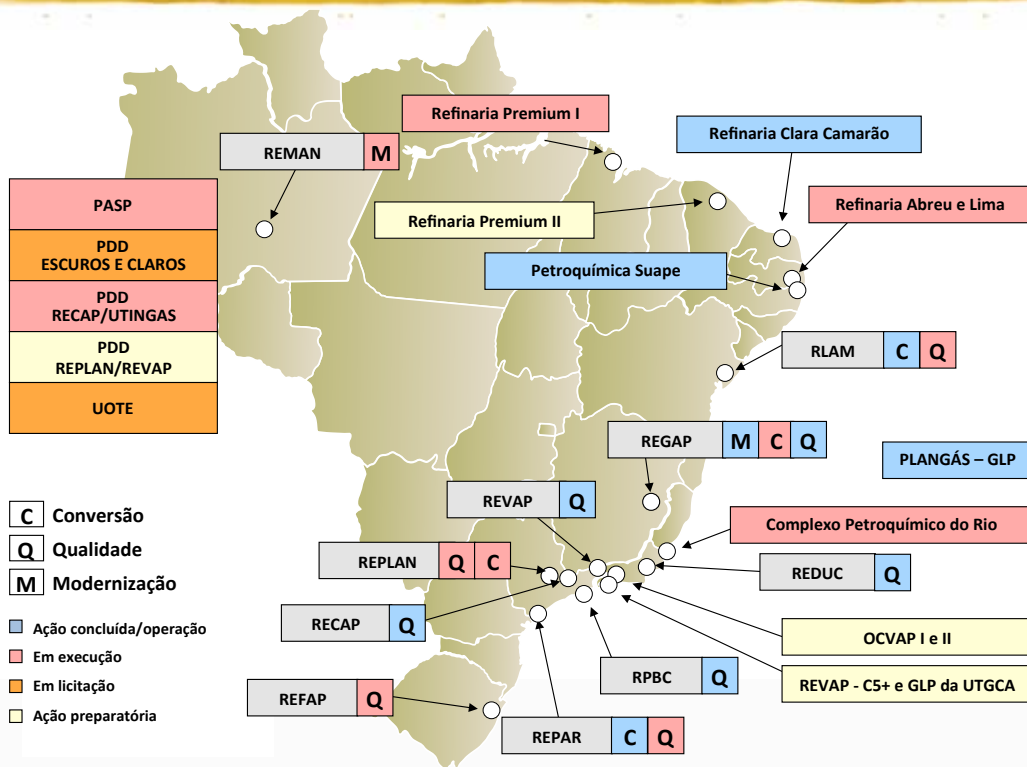 Refinaria Premium I
Refinaria Clara Camarão
REMAN M
Refinaria Abreu e Lima
PASP
Refinaria Premium II
PDD
ESCUROS E CLAROS
Petroquímica Suape
PDD
RECAP/UTINGAS
PDD
REPLAN/REVAP
RLAM C Q
UOTE
REGAP M C Q
PLANGÁS – GLP
REVAP Q
C Conversão
Q Qualidade
M Modernização
Complexo Petroquímico do Rio
REPLAN Q C
REDUC Q
RECAP Q
OCVAP I e II
Ação concluída/operação
Em execução
Em licitação
Ação preparatória
RPBC Q
REVAP - C5+ e GLP da UTGCA
REFAP Q
REPAR C Q